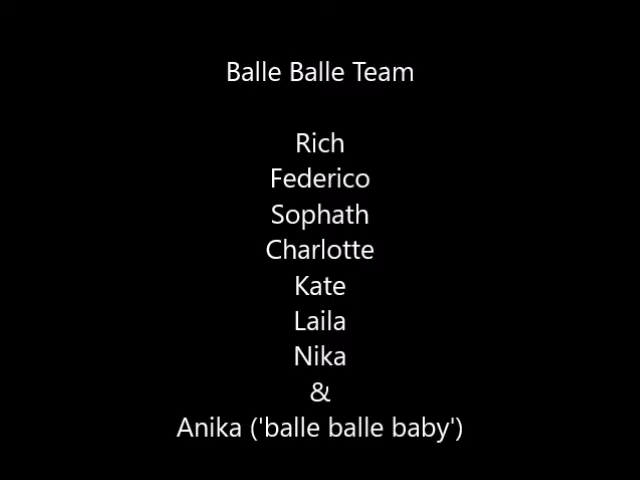 Balle Balle Team
Rich
Federico
Sophath
Charlotte
Kate
Laila
Nika
&
Anika ('balle balle baby')